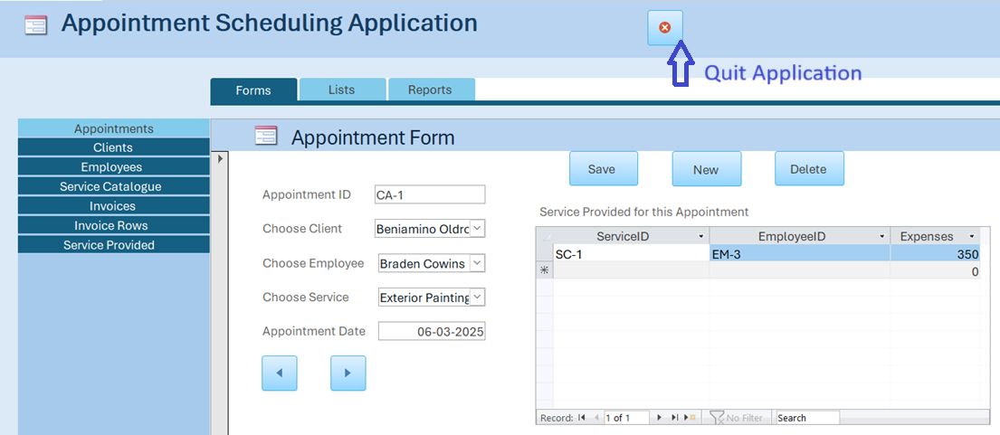 Appointment Scheduling Application
Quit Application
Forms Lists Reports
Appointments
Clients
Employees
Service Catalogue
Invoices
Invoice Rows
Service Provided
Appointment Form
Save New Delete
Appointment ID CA-1
Choose Client Beniamino Oldro
Choose Employee Braden Cowins
Choose Service Exterior Painting
Appointment Date 06-03-2025
Service Provided for this Appointment
ServiceID EmployeeID Expenses
SC-1 EM-3 350
0
Record: 1 of 1 No Filter Search